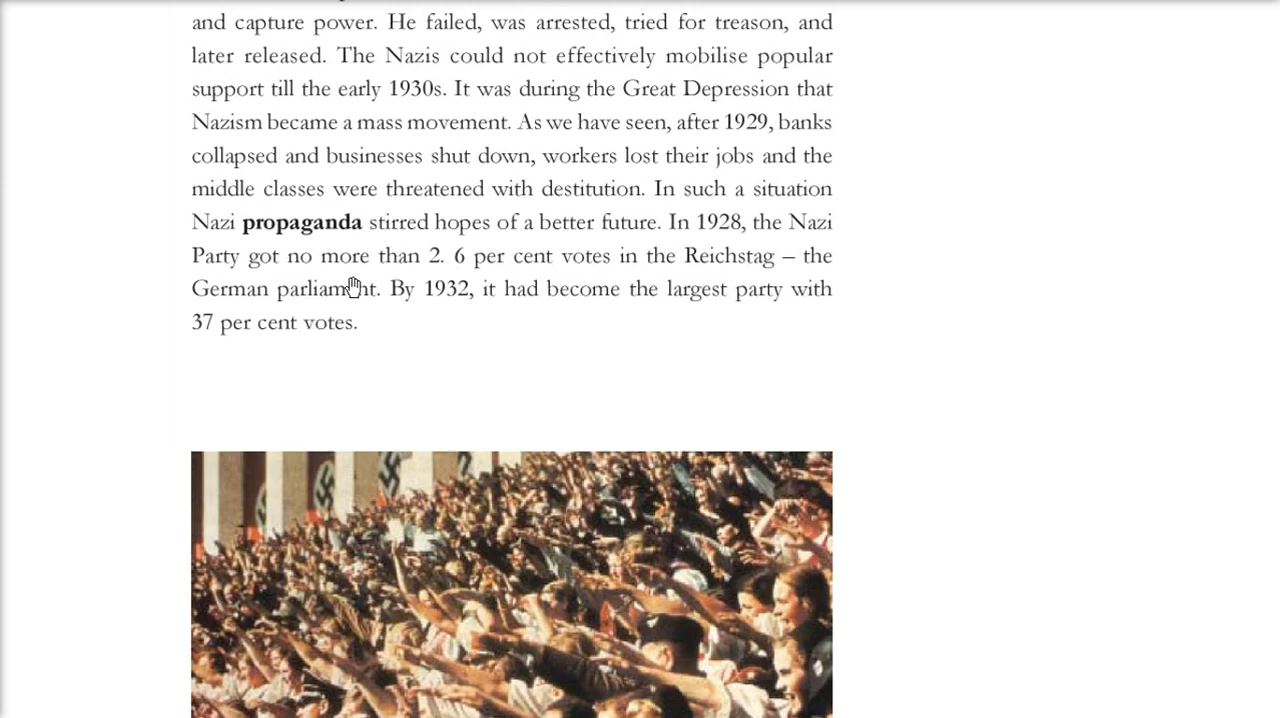 and capture power. He failed, was arrested, tried for treason, and
later released. The Nazis could not effectively mobilise popular
support till the early 1930s. It was during the Great Depression that
Nazism became a mass movement. As we have seen, after 1929, banks
collapsed and businesses shut down, workers lost their jobs and the
middle classes were threatened with destitution. In such a situation
Nazi propaganda stirred hopes of a better future. In 1928, the Nazi
Party got no more than 2. 6 per cent votes in the Reichstag – the
German parliament. By 1932, it had become the largest party with
37 per cent votes.